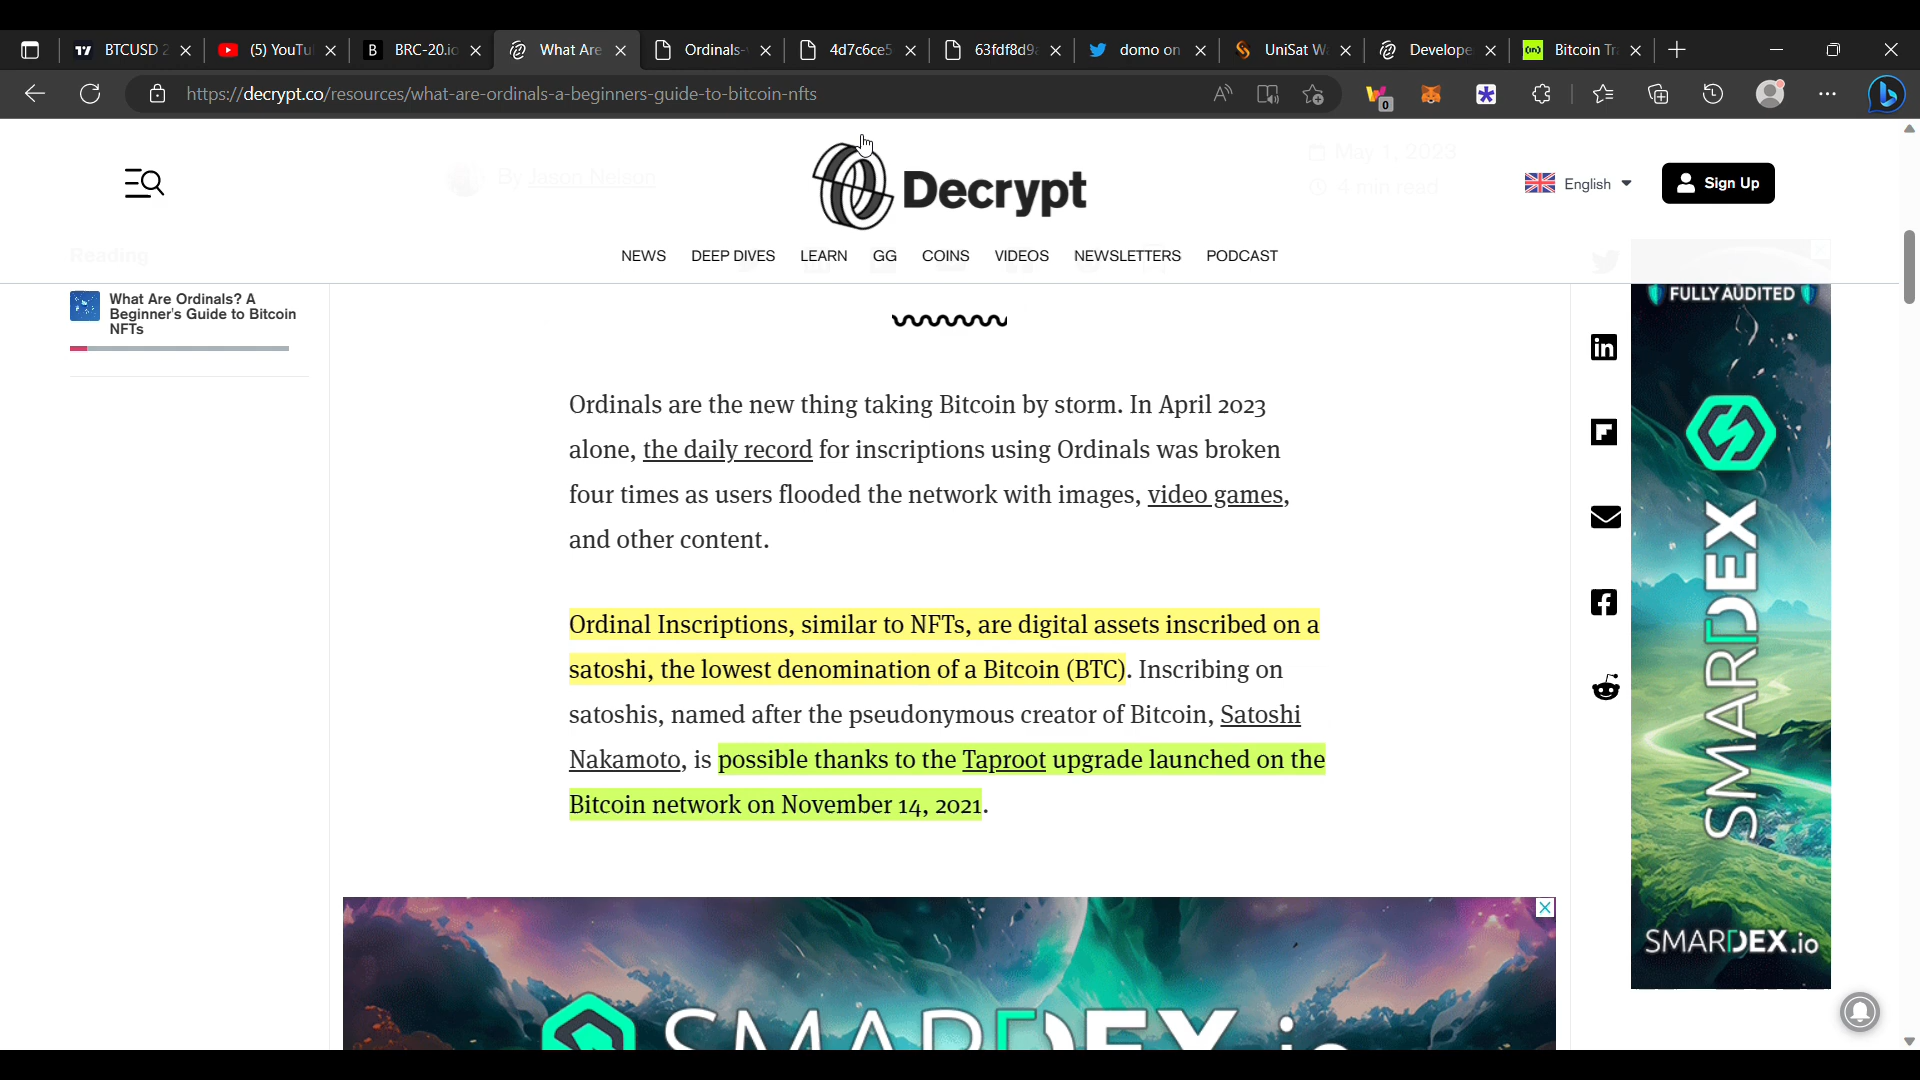 BTCUSD 2
(5) YouTu
BRC-20.io
What Are
Ordinals-
4d7c6ce5
63fdf8d9
domo on
UniSat W
Develope
Bitcoin Tr
https://decrypt.co/resources/what-are-ordinals-a-beginners-guide-to-bitcoin-nfts
0
By Jason Nelson
Decrypt
May 1, 2023
4 min read
English
Sign Up
NEWS DEEP DIVES LEARN GG COINS VIDEOS NEWSLETTERS PODCAST
Reading
What Are Ordinals? A
Beginner's Guide to Bitcoin
NFTs
Ordinals are the new thing taking Bitcoin by storm. In April 2023
alone, the daily record for inscriptions using Ordinals was broken
four times as users flooded the network with images, video games,
and other content.
Ordinal Inscriptions, similar to NFTs, are digital assets inscribed on a
satoshi, the lowest denomination of a Bitcoin (BTC). Inscribing on
satoshis, named after the pseudonymous creator of Bitcoin, Satoshi
Nakamoto, is possible thanks to the Taproot upgrade launched on the
Bitcoin network on November 14, 2021.
FULLY AUDITED
SMARDEX
SMARDEX.io
SMARDEX.io